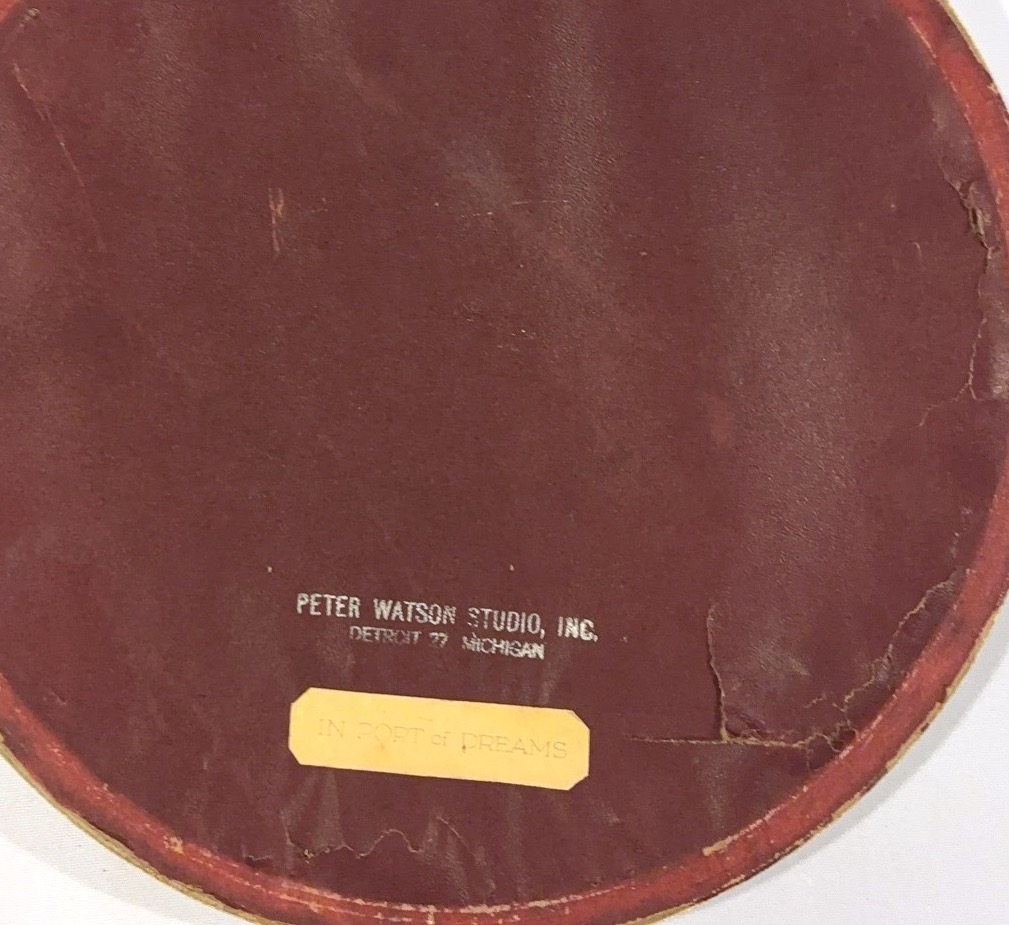 PETER WATSON STUDIO, INC.
DETROIT 27 MICHIGAN
IN PORT of DREAMS